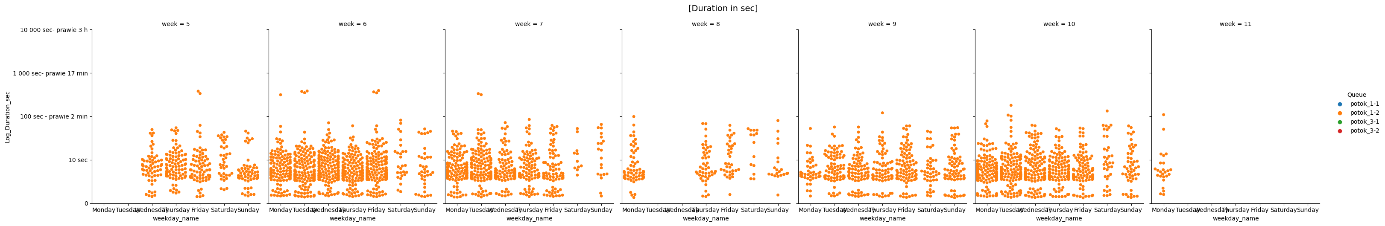 [Duration in sec]
week = 5
week = 6
week = 7
week = 8
week = 9
week = 10
week = 11
10 000 sec- prawie 3 h
1 000 sec- prawie 17 min
100 sec - prawie 2 min
10 sec
0
Log_Duration_sec
Monday Tuesday Wednesday Thursday Friday Saturday Sunday
Monday Tuesday Wednesday Thursday Friday Saturday Sunday
Monday Tuesday Wednesday Thursday Friday Saturday Sunday
Monday Tuesday Wednesday Thursday Friday Saturday Sunday
Monday Tuesday Wednesday Thursday Friday Saturday Sunday
Monday Tuesday Wednesday Thursday Friday Saturday Sunday
Monday Tuesday Wednesday Thursday Friday Saturday Sunday
weekday_name
weekday_name
weekday_name
weekday_name
weekday_name
weekday_name
weekday_name
Queue
potok_1-1
potok_1-2
potok_3-1
potok_3-2